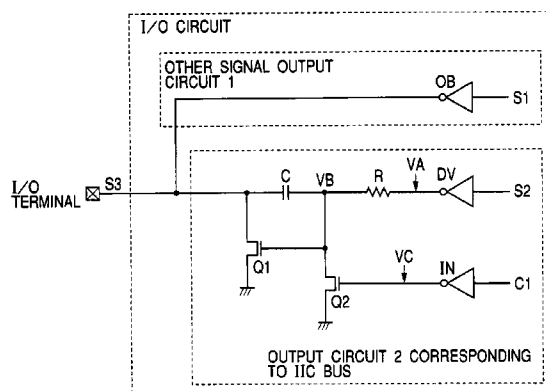 I/O CIRCUIT
OTHER SIGNAL OUTPUT
CIRCUIT 1
OB
S1
I/O
TERMINAL
S3
C
VB
R
VA
DV
S2
Q1
Q2
VC
IN
C1
OUTPUT CIRCUIT 2 CORRESPONDING
TO IIC BUS